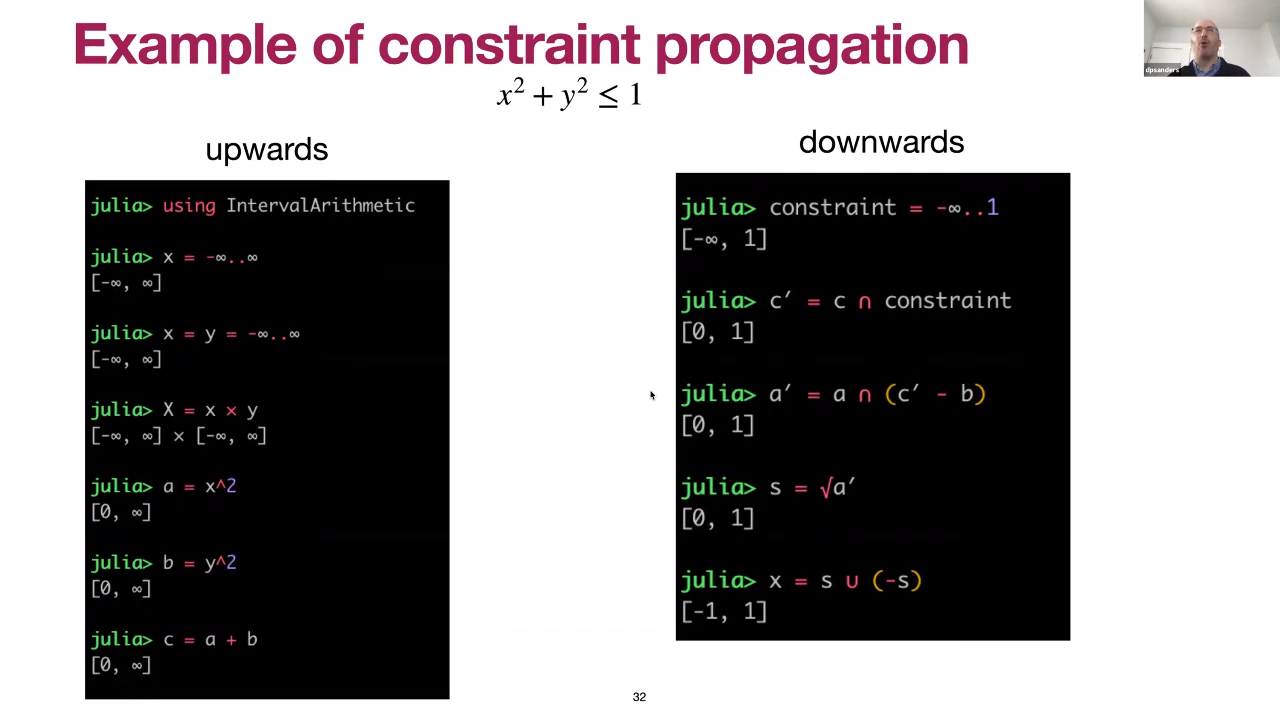 Example of constraint propagation
x² + y² ≤ 1
dpsanders
upwards
julia> using IntervalArithmetic
julia> x = -∞..∞
[-∞, ∞]
julia> x = y = -∞..∞
[-∞, ∞]
julia> X = x × y
[-∞, ∞] × [-∞, ∞]
julia> a = x^2
[0, ∞]
julia> b = y^2
[0, ∞]
julia> c = a + b
[0, ∞]
downwards
julia> constraint = -∞..1
[-∞, 1]
julia> c′ = c ∩ constraint
[0, 1]
julia> a′ = a ∩ (c′ - b)
[0, 1]
julia> s = √a′
[0, 1]
julia> x = s ∪ (-s)
[-1, 1]
32